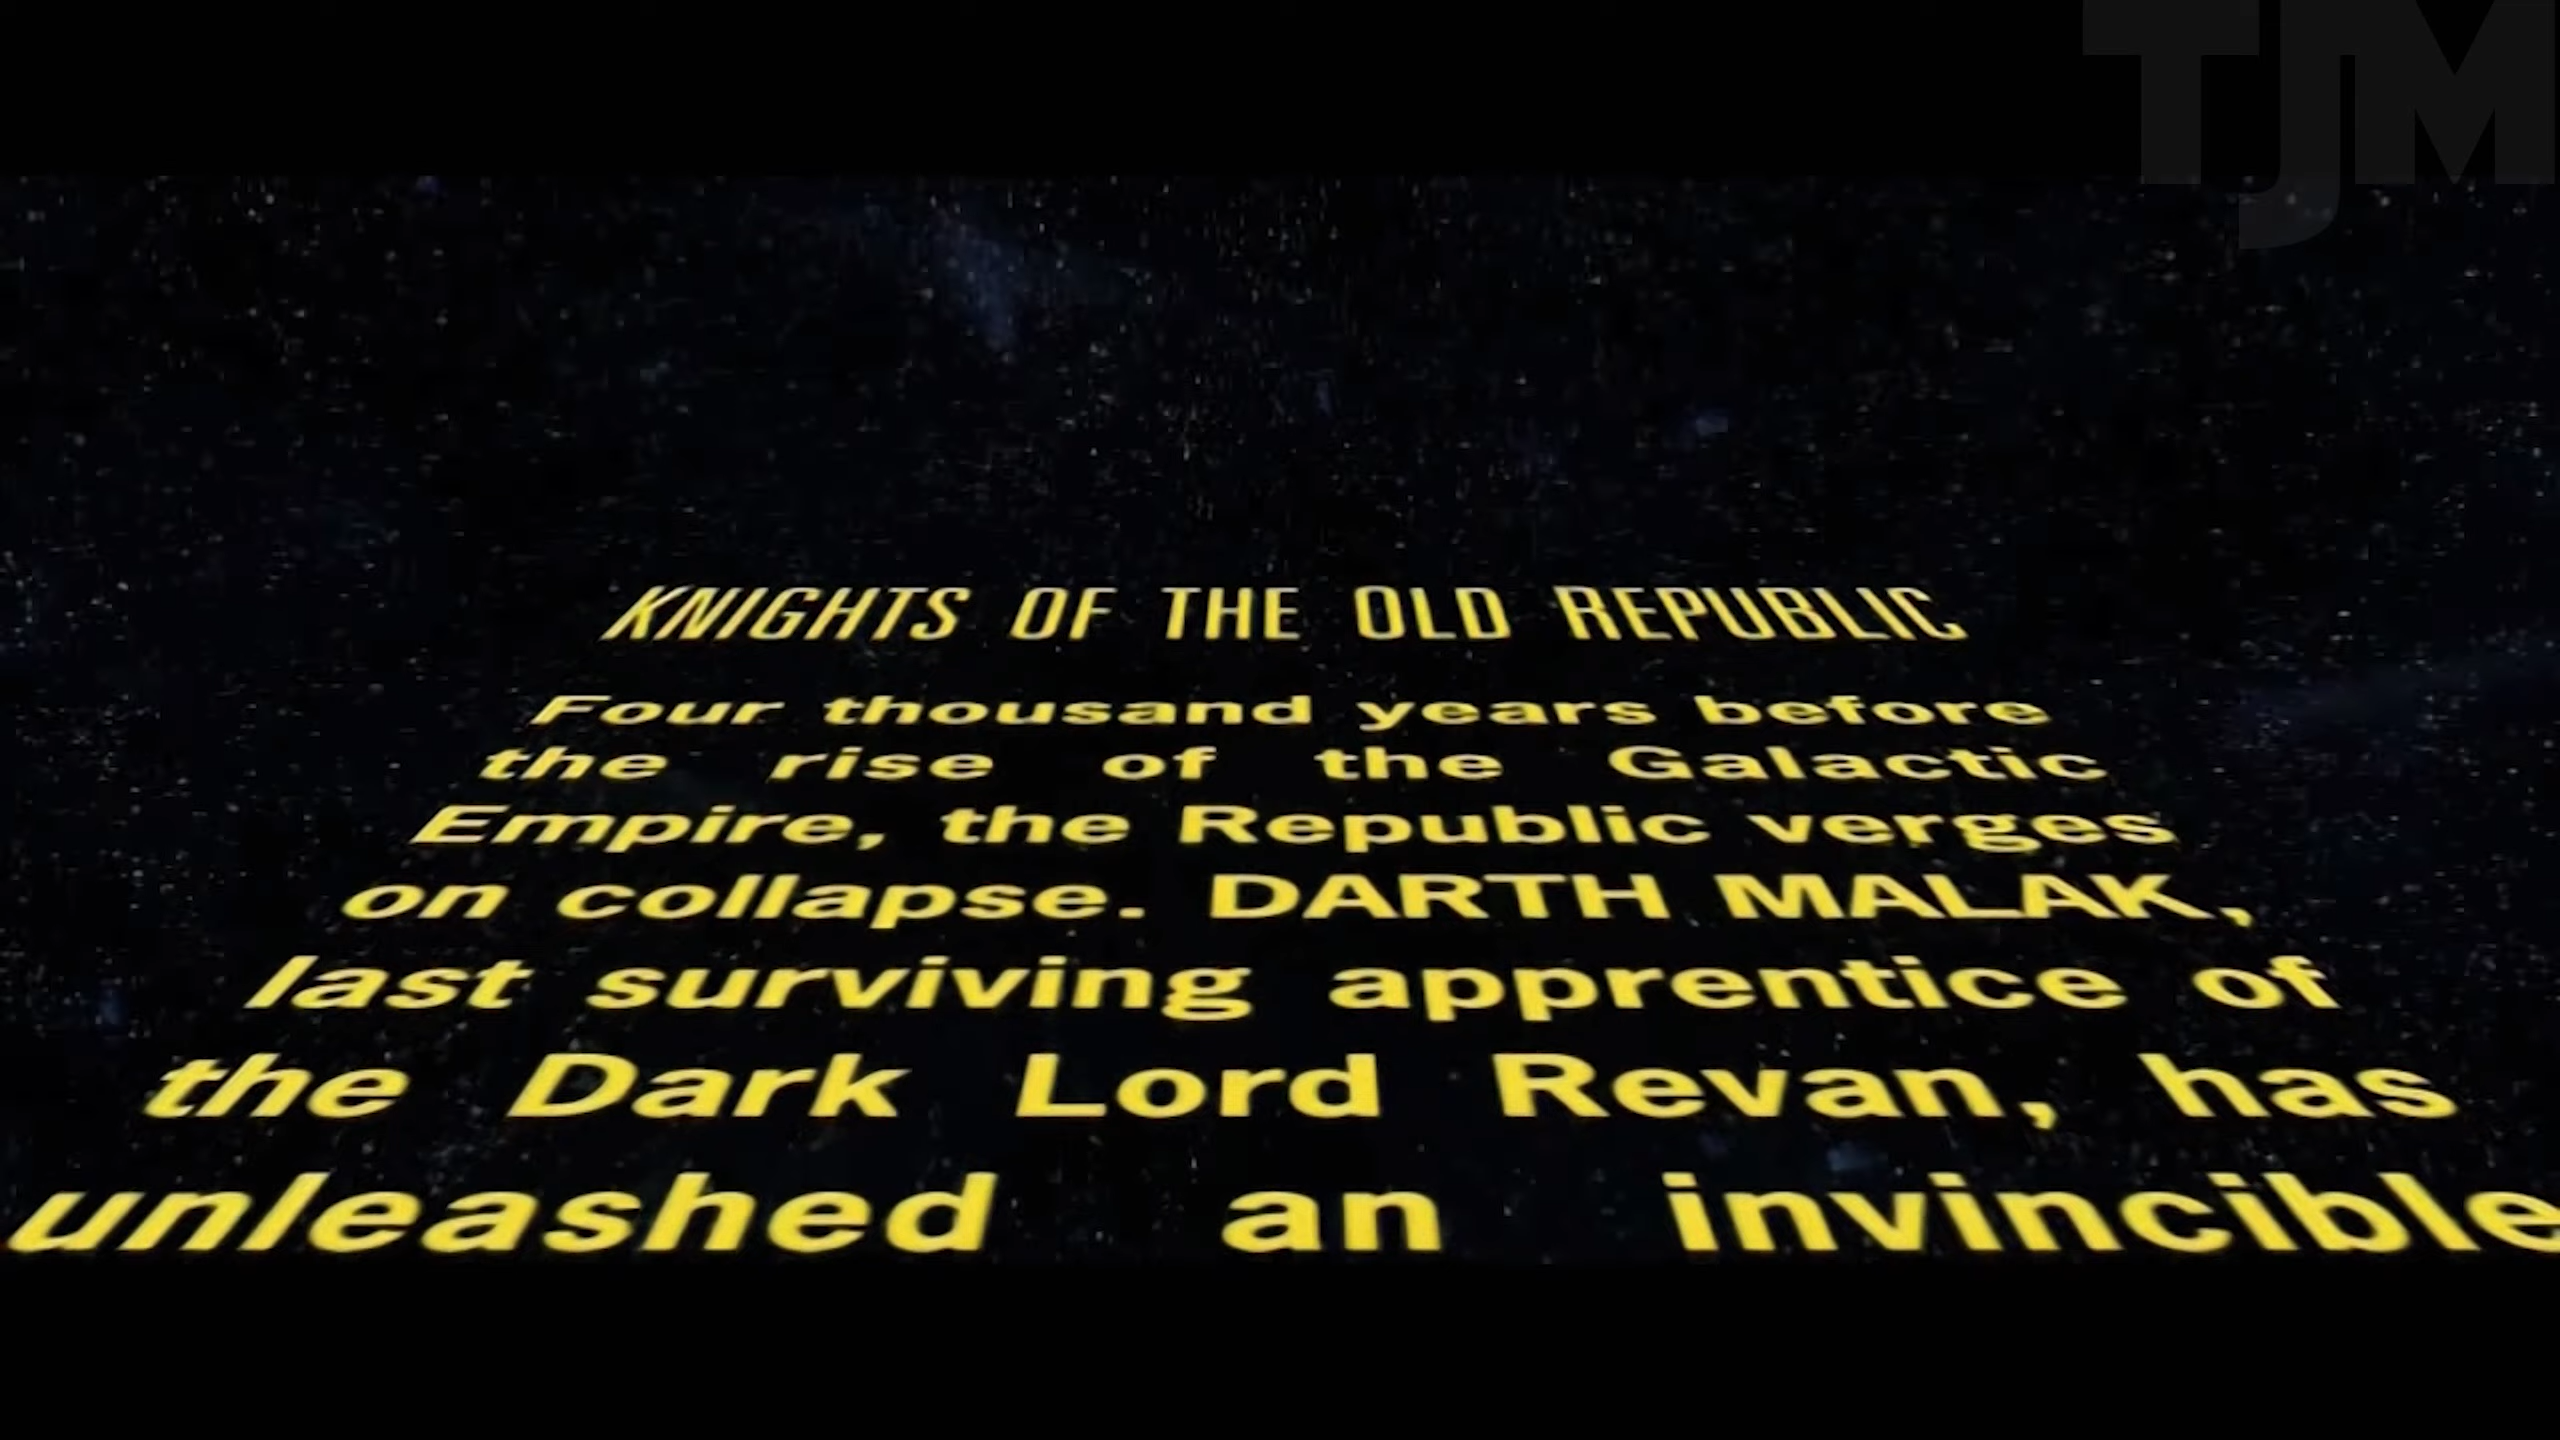 TJM
KNIGHTS OF THE OLD REPUBLIC
Four thousand years before
the rise of the Galactic
Empire, the Republic verges
on collapse. DARTH MALAK,
last surviving apprentice of
the Dark Lord Revan, has
unleashed an invincible